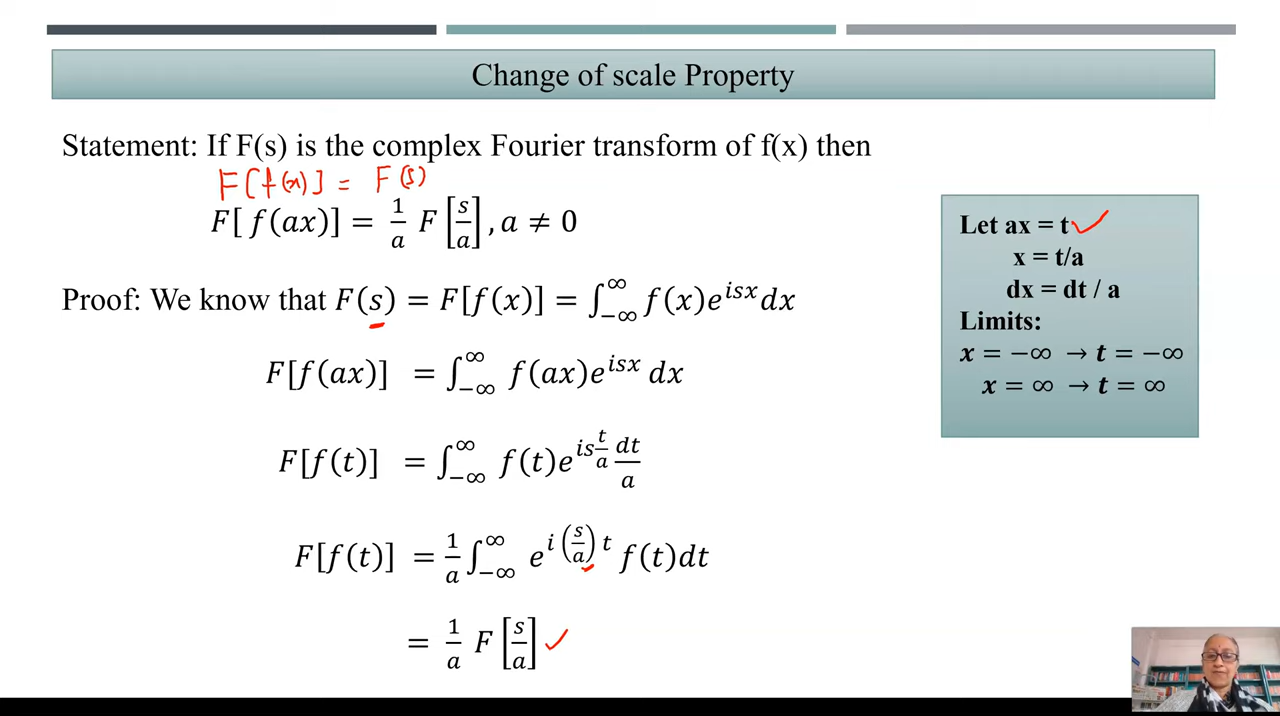 Change of scale Property
Statement: If F(s) is the complex Fourier transform of f(x) then
F[f(x)] = F(s)
F[ f(ax)] = 1/a F[s/a], a ≠ 0
Proof: We know that F(s) = F[f(x)] = ∫_{−∞}^{∞} f(x)e^{isx}dx
F[f(ax)] = ∫_{−∞}^{∞} f(ax)e^{isx} dx
F[f(t)] = ∫_{−∞}^{∞} f(t)e^{is t/a} dt/a
F[f(t)] = 1/a ∫_{−∞}^{∞} e^{i(s/a)t} f(t)dt
= 1/a F[s/a] ✓
Let ax = t ✓
x = t/a
dx = dt / a
Limits:
x = −∞ → t = −∞
x = ∞ → t = ∞